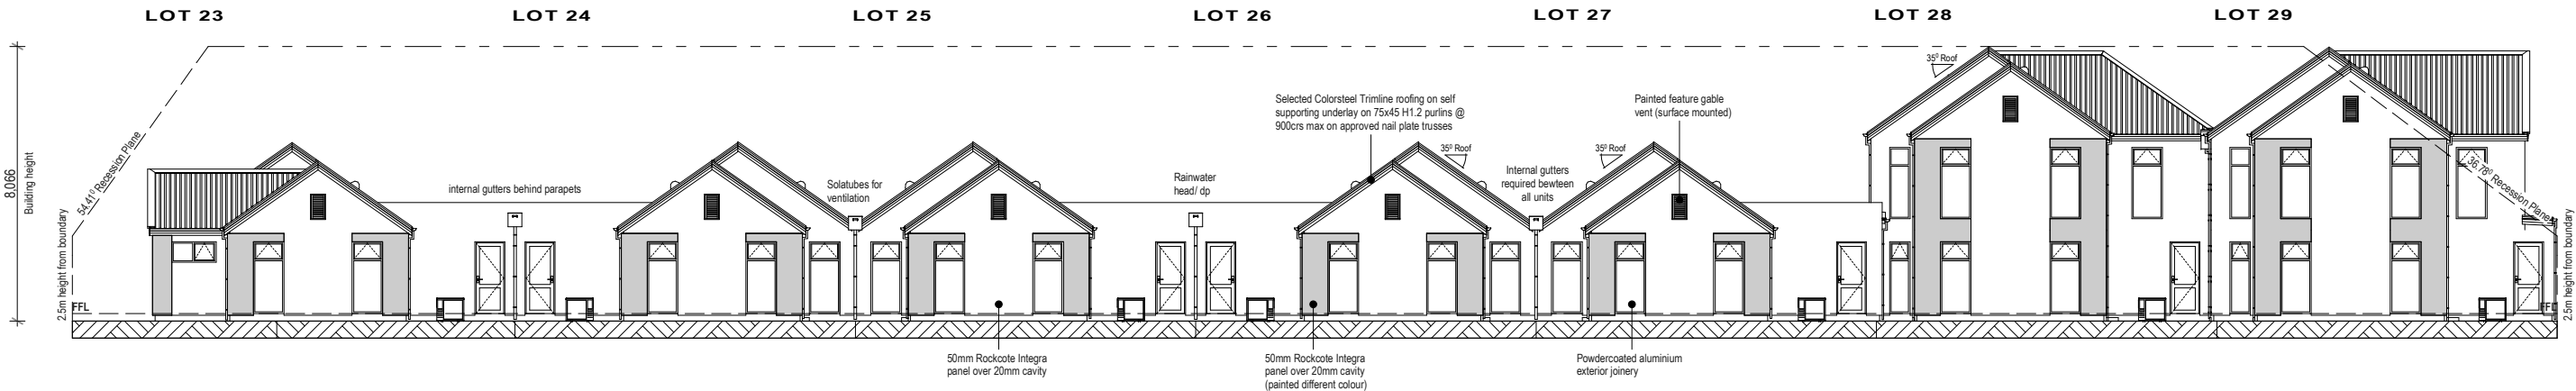 LOT 23
LOT 24
LOT 25
LOT 26
LOT 27
LOT 28
LOT 29
8.066
Building height
2.5m height from boundary
54.41⁰ Recession Plane
FFL
internal gutters behind parapets
Solatubes for
ventilation
Rainwater
head/ dp
Selected Colorsteel Trimline roofing on self
supporting underlay on 75x45 H1.2 purlins @
900crs max on approved nail plate trusses
35⁰ Roof
Internal gutters
required bewteen
all units
35⁰ Roof
Painted feature gable
vent (surface mounted)
35⁰ Roof
36.78⁰ Recession Plane
FFL
2.5m height from boundary
50mm Rockcote Integra
panel over 20mm cavity
50mm Rockcote Integra
panel over 20mm cavity
(painted different colour)
Powdercoated aluminium
exterior joinery